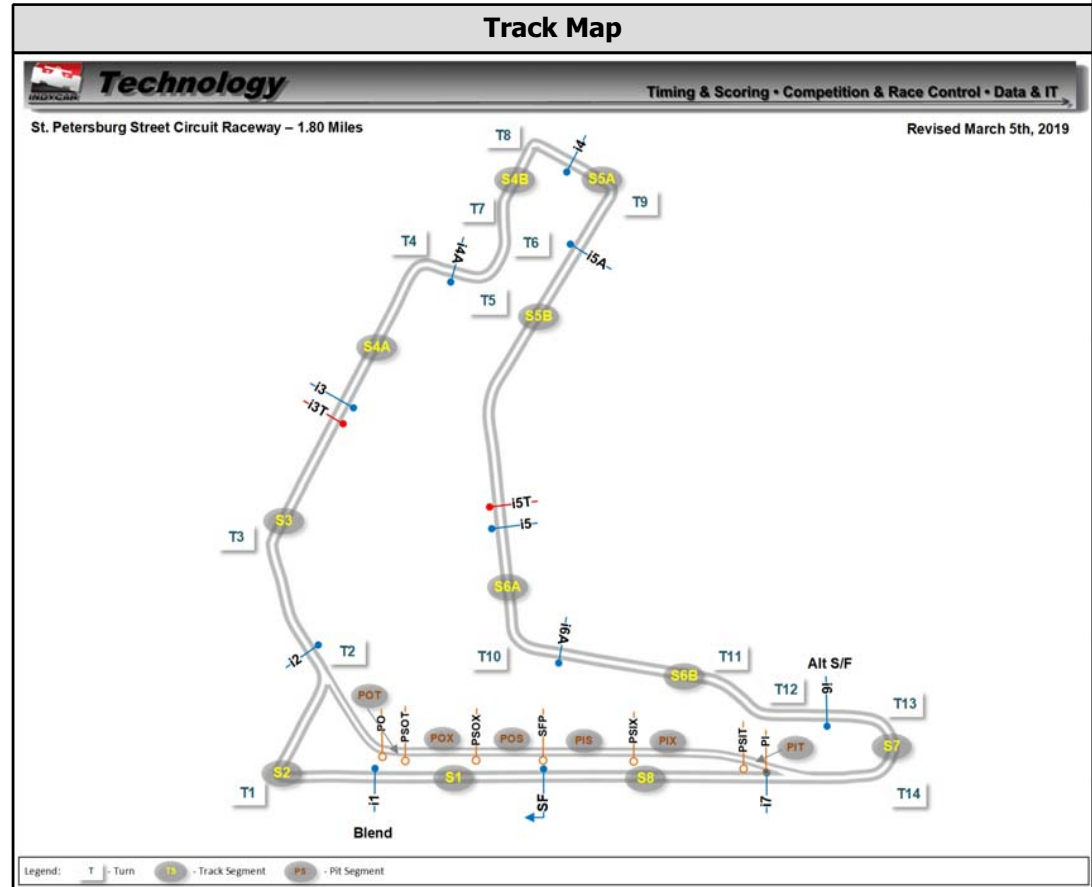 Track Map
INDYCAR
Technology
Timing & Scoring • Competition & Race Control • Data & IT
St. Petersburg Street Circuit Raceway – 1.80 Miles
Revised March 5th, 2019
T8
i4
S4B
S5A
T7
T9
T4
i4A
T6
i5A
T5
S5B
S4A
i3
i3T
i5T
i5
S3
T3
S6A
i2
T2
T10
i6A
S6B
T11
Alt S/F
i6
T12
T13
POT
PO
PSOT
POX
PSOX
POS
SFP
PIS
PSIX
PIX
PSIT
PI
PIT
S7
S2
S1
S8
T1
i1
SF
i7
T14
Blend
Legend:
T - Turn
TS - Track Segment
PS - Pit Segment